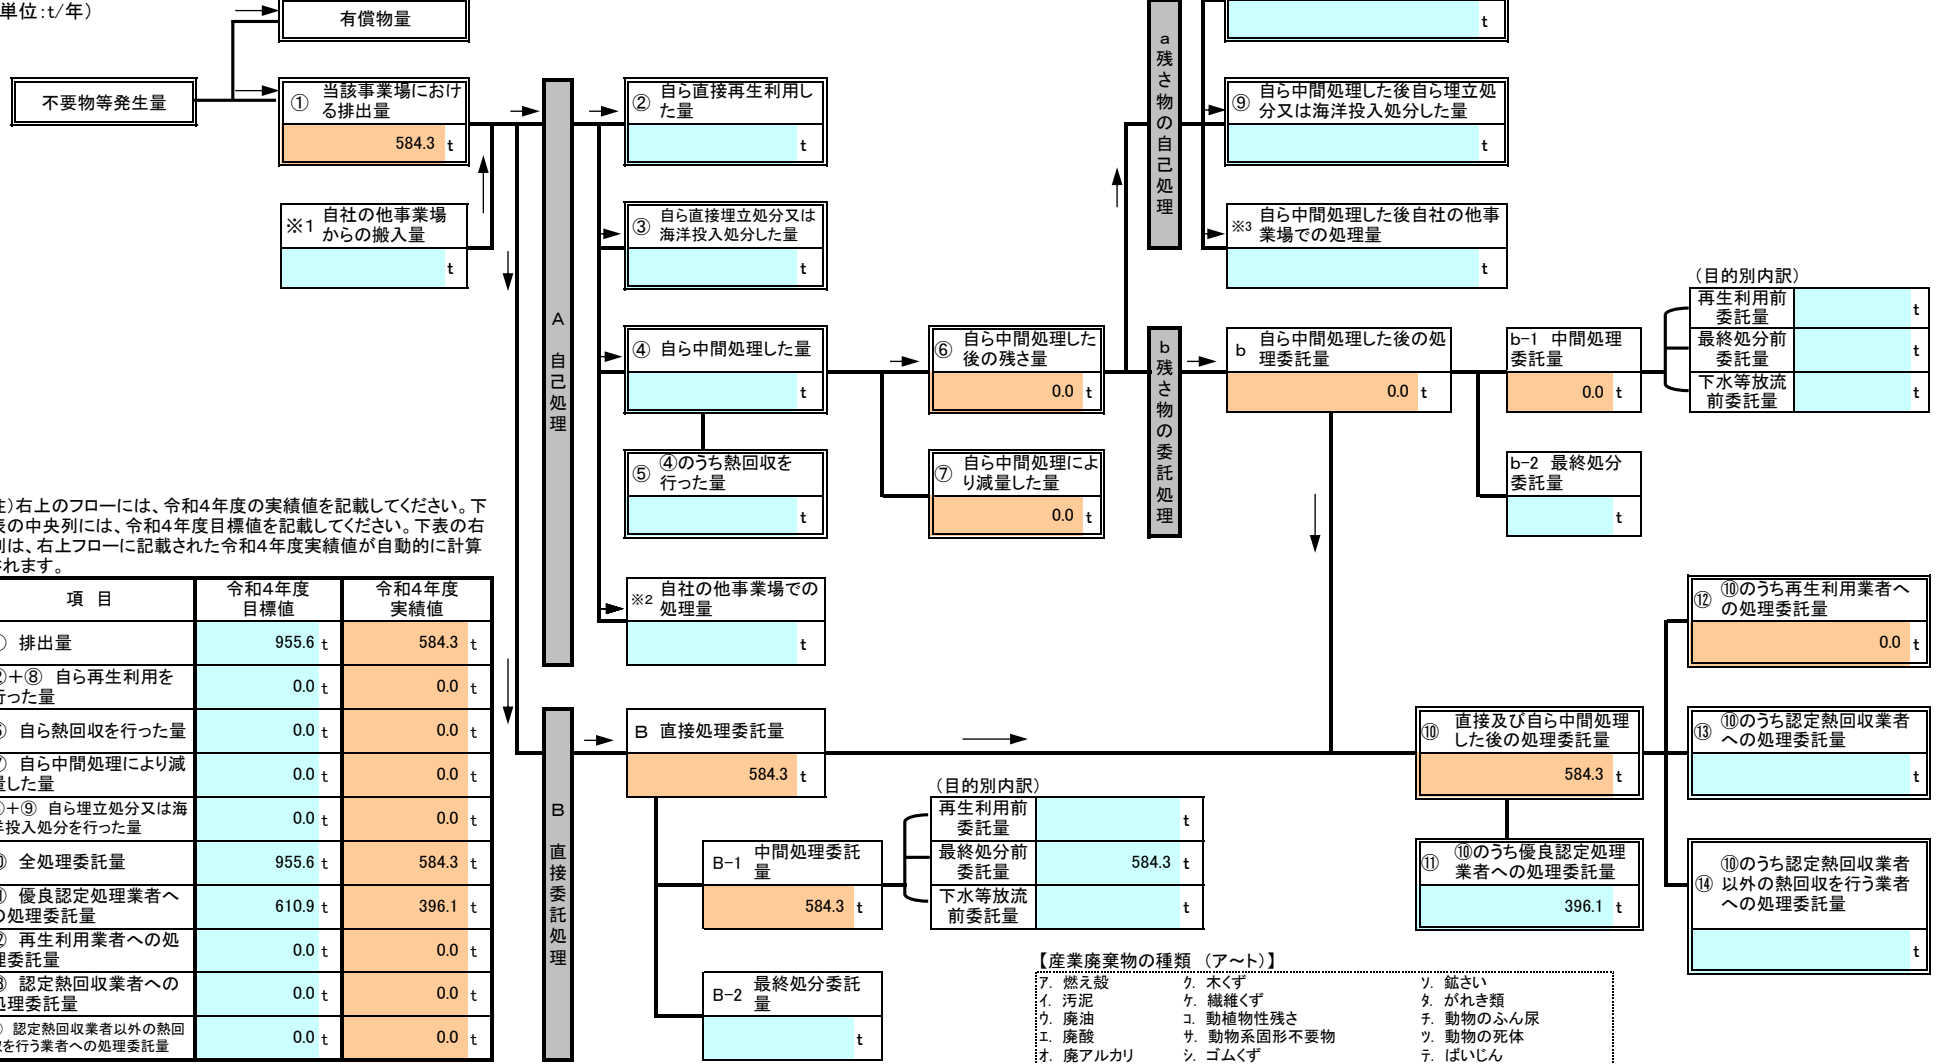 単位:t/年）
有償物量
不要物等発生量
① 当該事業場におけ
る排出量
584.3 t
※1 自社の他事業場
からの搬入量
t
A 自己処理
② 自ら直接再生利用し
た量
t
③ 自ら直接埋立処分又は
海洋投入処分した量
t
④ 自ら中間処理した量
t
⑤ ④のうち熱回収を
行った量
t
※2 自社の他事業場での
処理量
t
⑥ 自ら中間処理した
後の残さ量
0.0 t
⑦ 自ら中間処理によ
り減量した量
0.0 t
a 残さ物の自己処理
t
⑨ 自ら中間処理した後自ら埋立処
分又は海洋投入処分した量
t
※3 自ら中間処理した後自社の他事
業場での処理量
t
b 残さ物の委託処理
b 自ら中間処理した後の処
理委託量
0.0 t
b-1 中間処理
委託量
0.0 t
（目的別内訳）
再生利用前
委託量 t
最終処分前
委託量 t
下水等放流
前委託量 t
b-2 最終処分
委託量
t
)右上のフローには、令和4年度の実績値を記載してください。下
の中央列には、令和4年度目標値を記載してください。下表の右
は、右上フローに記載された令和4年度実績値が自動的に計算
れます。
項 目 令和4年度
目標値 令和4年度
実績値
排出量 955.6 t 584.3 t
+⑧ 自ら再生利用を
った量 0.0 t 0.0 t
自ら熱回収を行った量 0.0 t 0.0 t
自ら中間処理により減
した量 0.0 t 0.0 t
+⑨ 自ら埋立処分又は海
投入処分を行った量 0.0 t 0.0 t
全処理委託量 955.6 t 584.3 t
優良認定処理業者へ
の処理委託量 610.9 t 396.1 t
再生利用業者への処
理委託量 0.0 t 0.0 t
認定熱回収業者への
処理委託量 0.0 t 0.0 t
認定熱回収業者以外の熱回
収を行う業者への処理委託量 0.0 t 0.0 t
B 直接委託処理
B 直接処理委託量
584.3 t
B-1 中間処理委託
量
584.3 t
（目的別内訳）
再生利用前
委託量 t
最終処分前
委託量 584.3 t
下水等放流
前委託量 t
B-2 最終処分委託
量
t
⑩ 直接及び自ら中間処理
した後の処理委託量
584.3 t
⑪ ⑩のうち優良認定処理
業者への処理委託量
396.1 t
⑫ ⑩のうち再生利用業者へ
の処理委託量
0.0 t
⑬ ⑩のうち認定熱回収業者
への処理委託量
t
⑭ ⑩のうち認定熱回収業者
以外の熱回収を行う業者
への処理委託量
t
【産業廃棄物の種類（ア～ト）】
ア. 燃え殻 ク. 木くず ソ. 鉱さい
イ. 汚泥 ケ. 繊維くず タ. がれき類
ウ. 廃油 コ. 動植物性残さ チ. 動物のふん尿
エ. 廃酸 サ. 動物系固形不要物 ツ. 動物の死体
オ. 廃アルカリ シ. ゴムくず テ. ばいじん